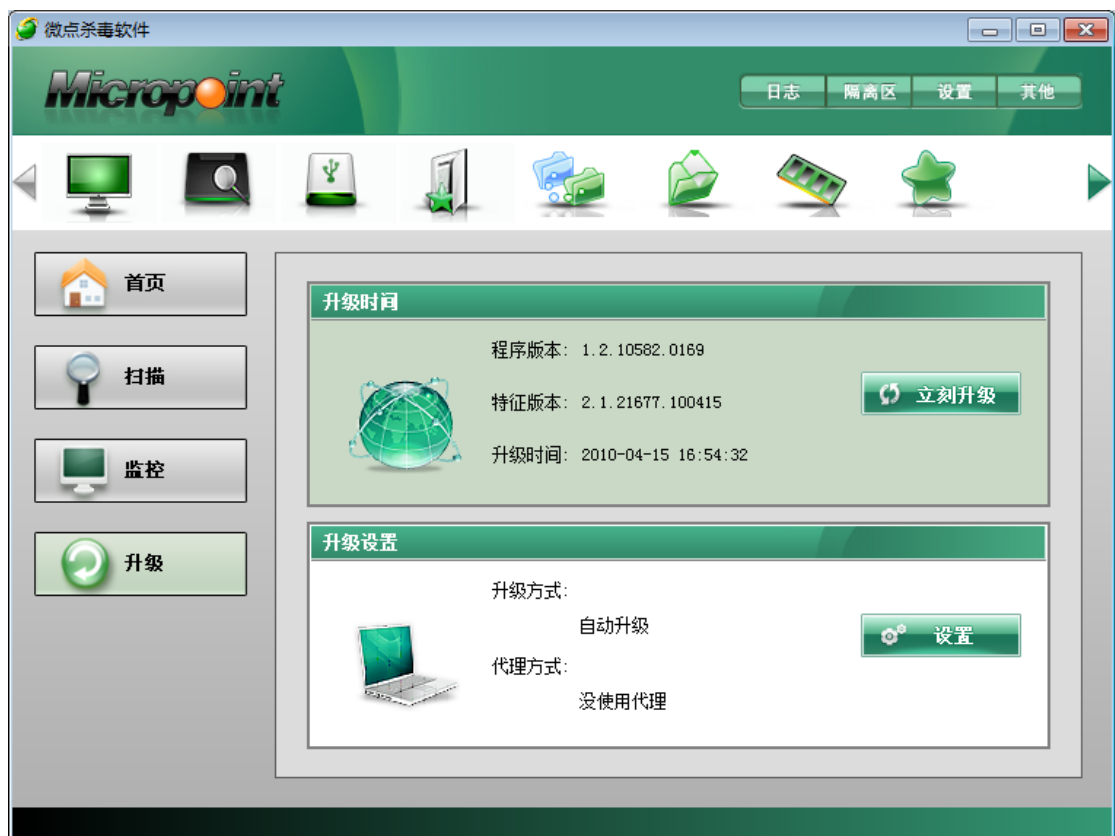 微点杀毒软件
Micropoint
日志 隔离区 设置 其他
首页
扫描
监控
升级
升级时间
程序版本: 1.2.10582.0169
特征版本: 2.1.21677.100415
升级时间: 2010-04-15 16:54:32
立刻升级
升级设置
升级方式:
自动升级
代理方式:
没使用代理
设置